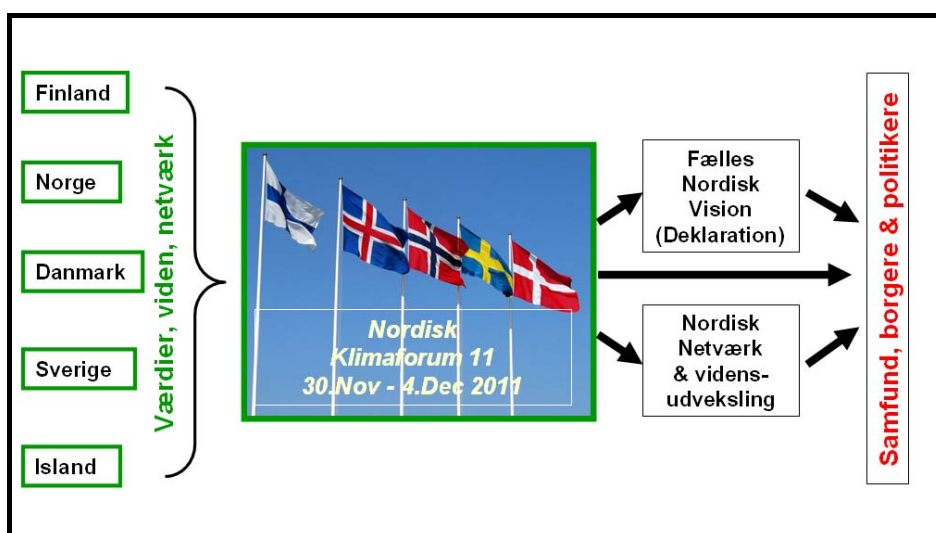 Finland
Norge
Danmark
Sverige
Island
Værdier, viden, netværk
Nordisk
Klimaforum 11
30.Nov - 4.Dec 2011
Fælles
Nordisk
Vision
(Deklaration)
Nordisk
Netværk
& videns-
udveksling
Samfund, borgere & politikere